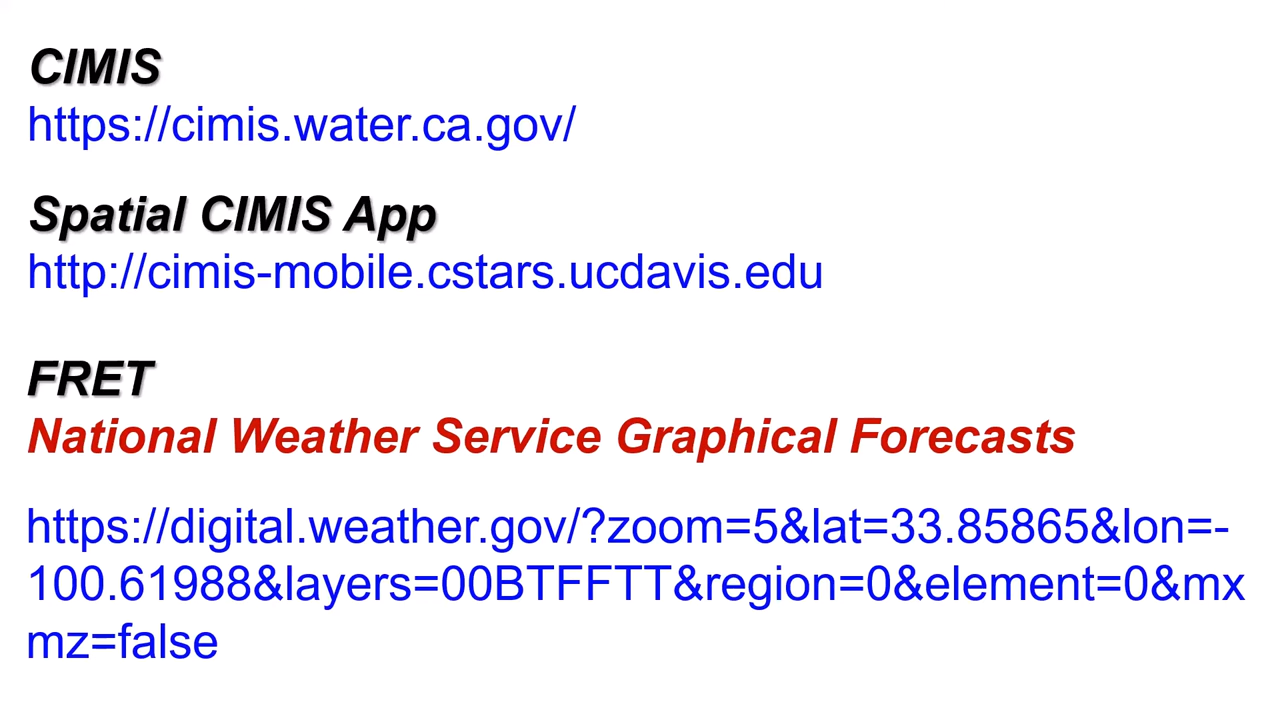 CIMIS
https://cimis.water.ca.gov/
Spatial CIMIS App
http://cimis-mobile.cstars.ucdavis.edu
FRET
National Weather Service Graphical Forecasts
https://digital.weather.gov/?zoom=5&lat=33.85865&lon=-
100.61988&layers=00BTFFTT&region=0&element=0&mx
mz=false